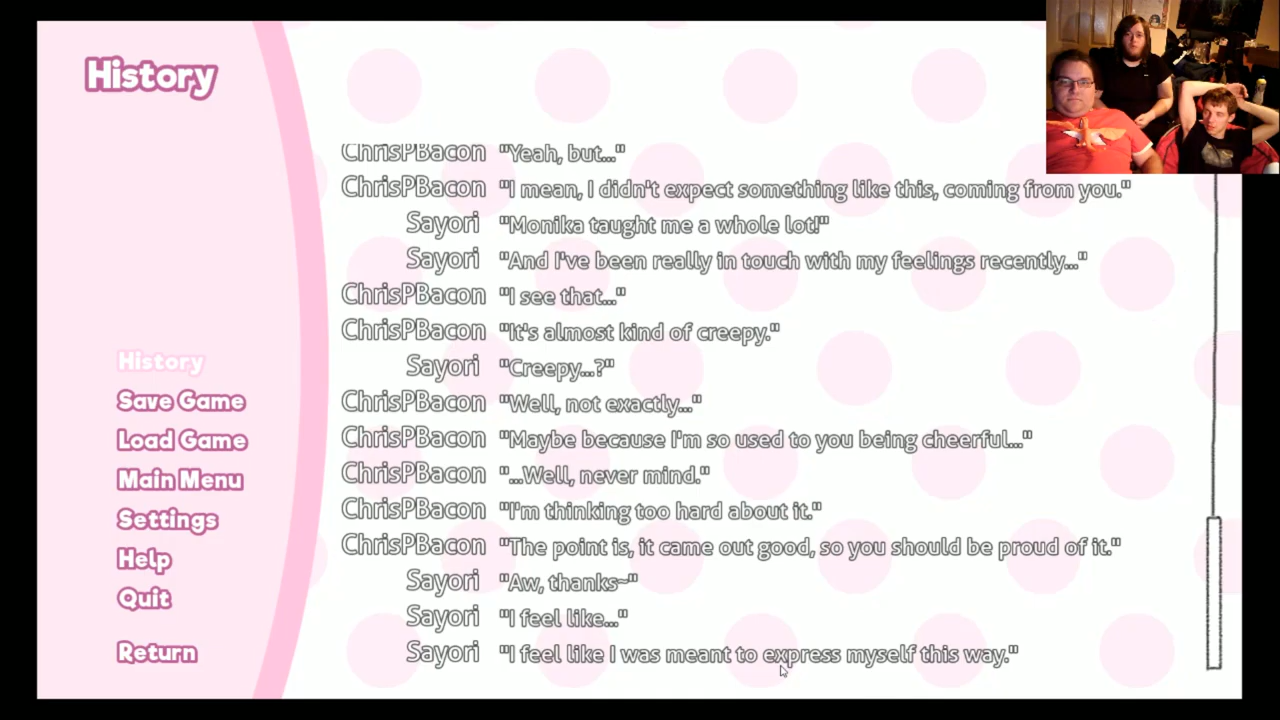 History
ChrisPBacon "Yeah, but..."
ChrisPBacon "I mean, I didn't expect something like this, coming from you."
Sayori "Monika taught me a whole lot!"
Sayori "And I've been really in touch with my feelings recently..."
ChrisPBacon "I see that..."
ChrisPBacon "It's almost kind of creepy."
Sayori "Creepy...?"
ChrisPBacon "Well, not exactly..."
ChrisPBacon "Maybe because I'm so used to you being cheerful..."
ChrisPBacon "...Well, never mind."
ChrisPBacon "I'm thinking too hard about it."
ChrisPBacon "The point is, it came out good, so you should be proud of it."
Sayori "Aw, thanks~"
Sayori "I feel like..."
Sayori "I feel like I was meant to express myself this way."
History
Save Game
Load Game
Main Menu
Settings
Help
Quit
Return